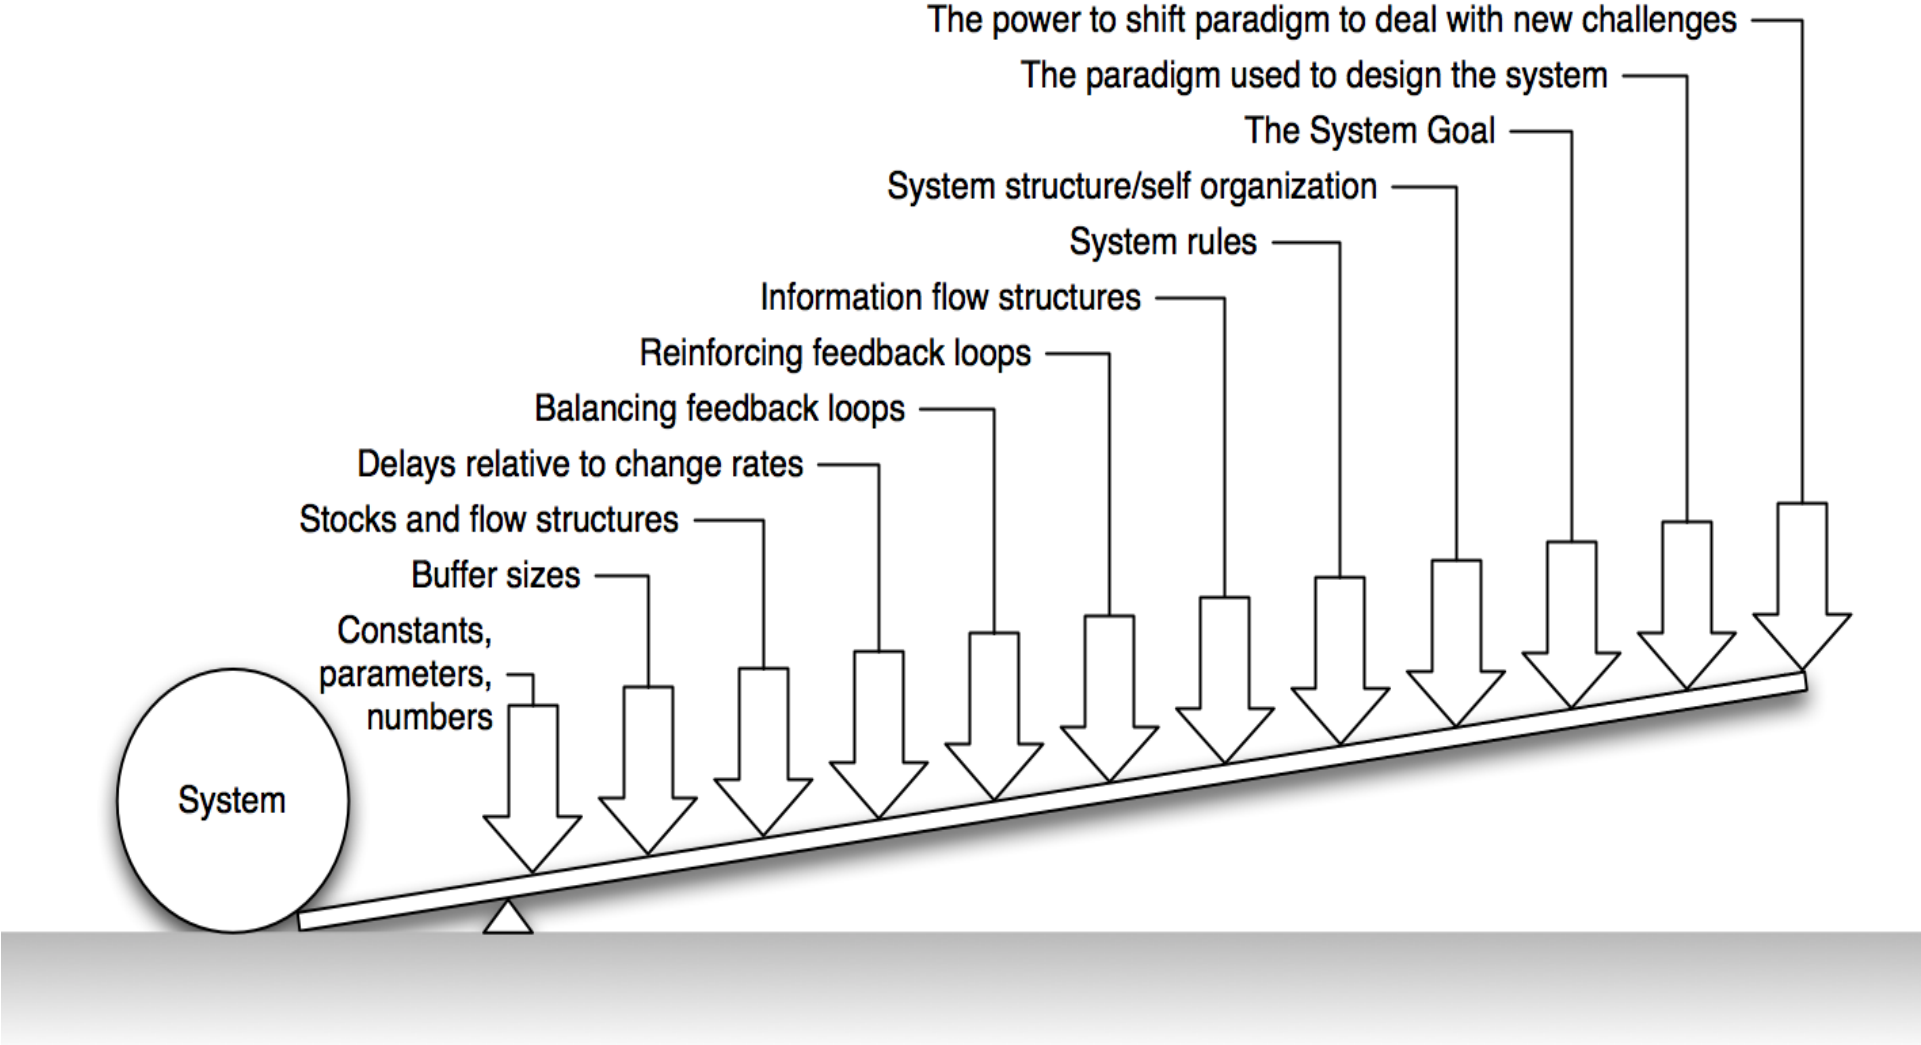 The power to shift paradigm to deal with new challenges
The paradigm used to design the system
The System Goal
System structure/self organization
System rules
Information flow structures
Reinforcing feedback loops
Balancing feedback loops
Delays relative to change rates
Stocks and flow structures
Buffer sizes
Constants,
parameters,
numbers
System